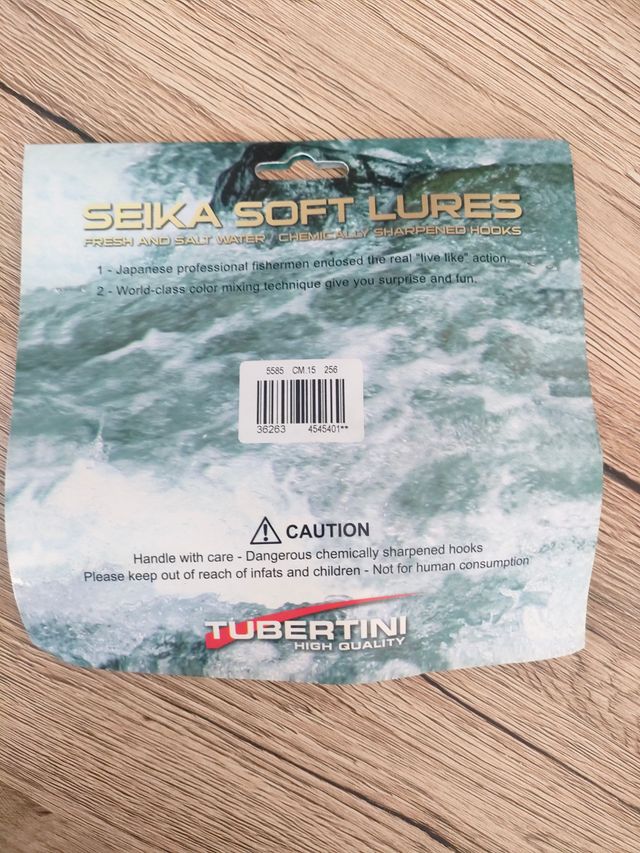 SEIKA SOFT LURES
FRESH AND SALT WATER / CHEMICALLY SHARPENED HOOKS
1 - Japanese professional fishermen endosed the real "live like" action.
2 - World-class color mixing technique give you surprise and fun.
5585 CM.15 256
36263 4545401**
CAUTION
Handle with care - Dangerous chemically sharpened hooks
Please keep out of reach of infats and children - Not for human consumption
TUBERTINI
HIGH QUALITY